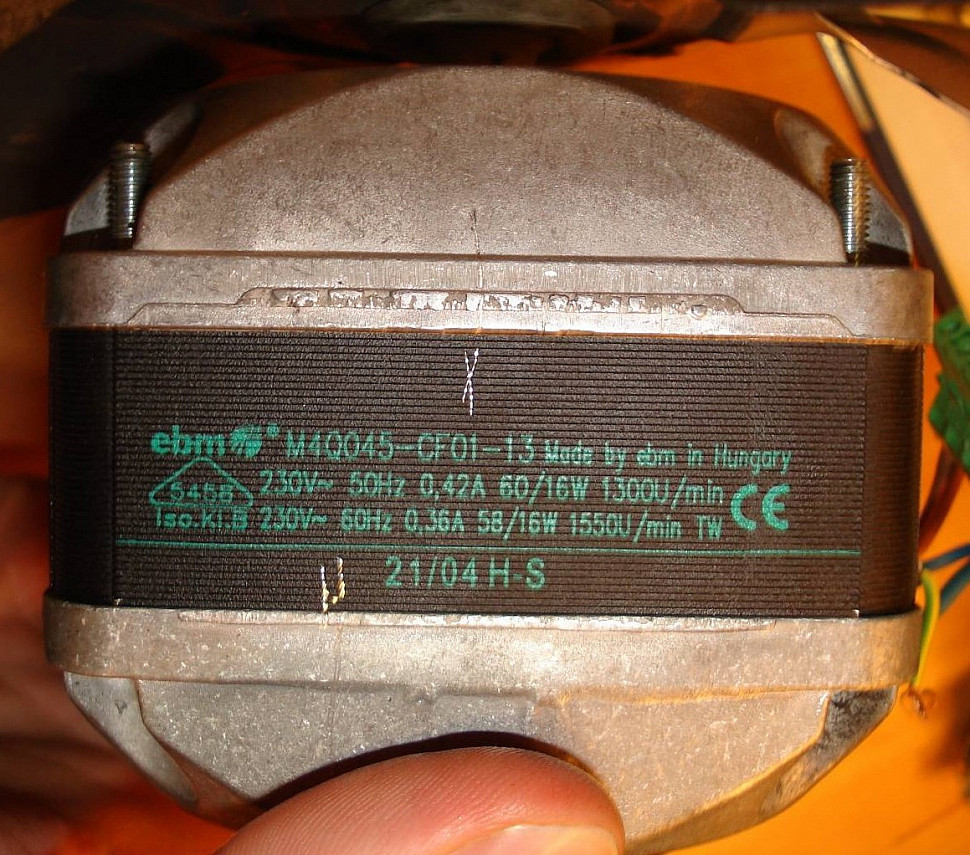 ebm M4Q045-CF01-13 Made by ebm in Hungary
230V~ 50Hz 0,42A 60/16W 1300U/min CE
Iso.Kl.B 230V~ 60Hz 0,36A 58/16W 1550U/min TW
21/04 H-S